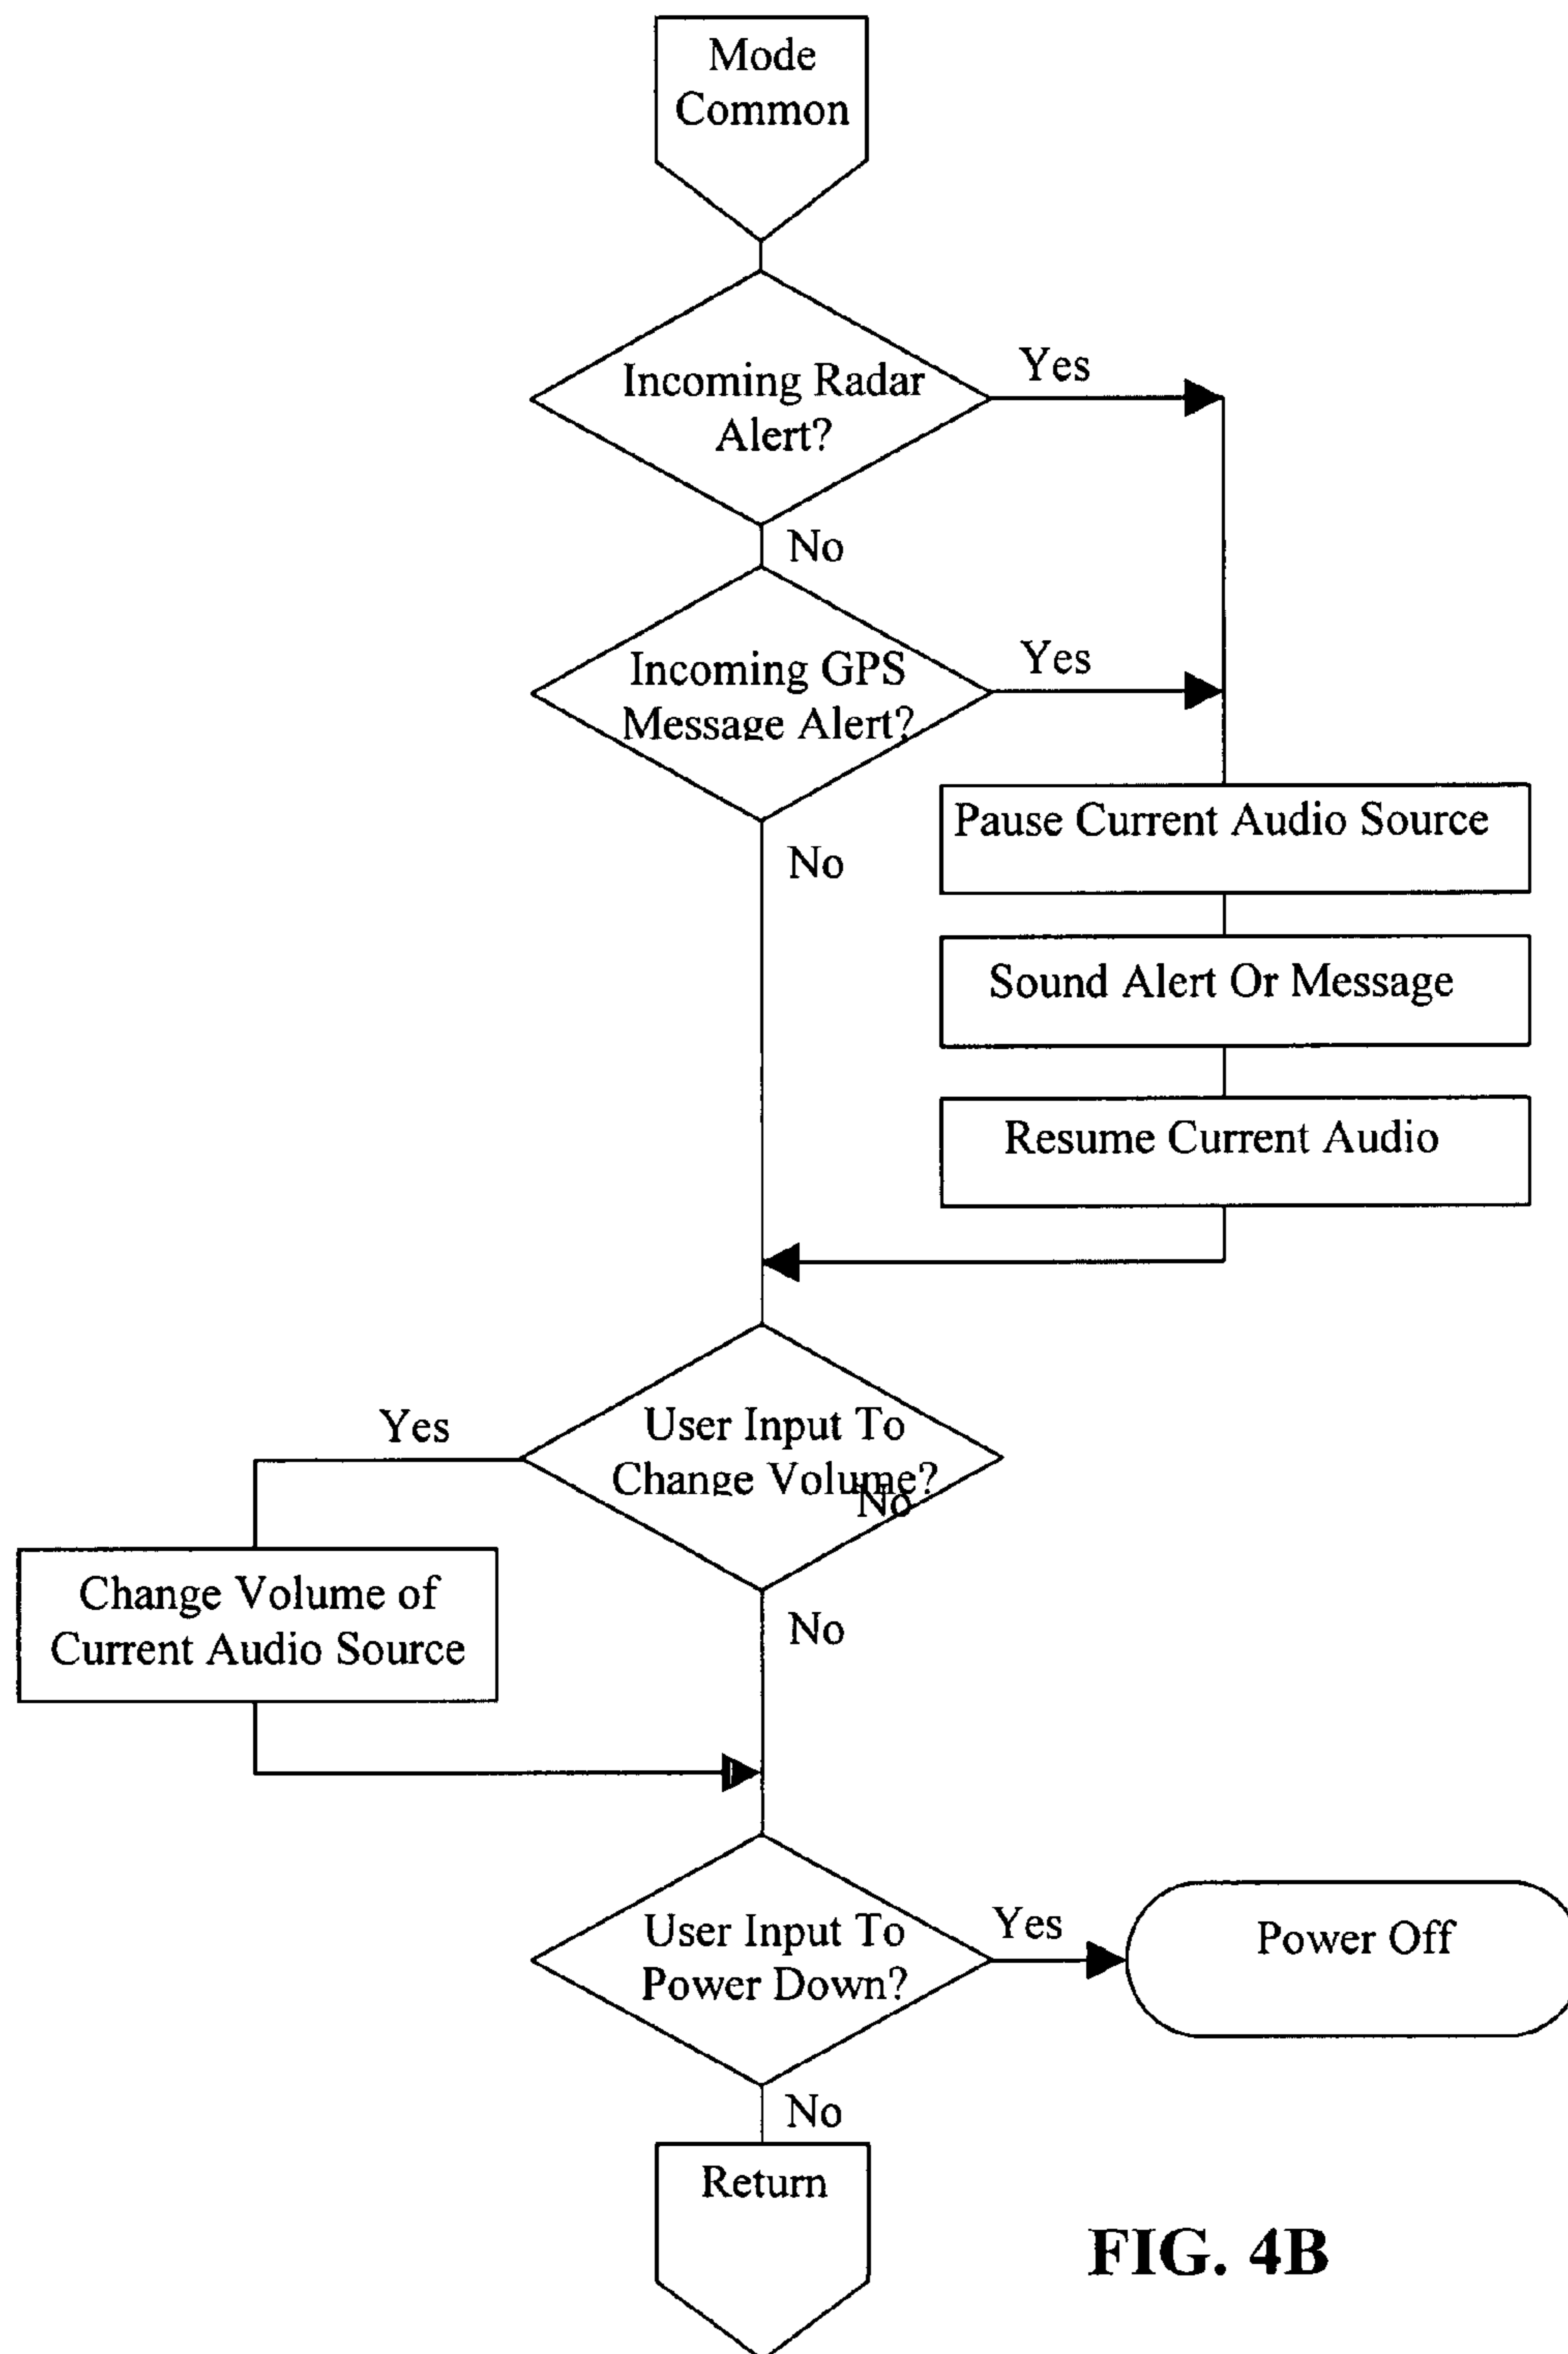 Mode
Common
Incoming Radar
Alert?
Yes
No
Incoming GPS
Message Alert?
Yes
No
Pause Current Audio Source
Sound Alert Or Message
Resume Current Audio
User Input To
Change Volume?
No
Yes
No
Change Volume of
Current Audio Source
User Input To
Power Down?
Yes
Power Off
No
Return
FIG. 4B